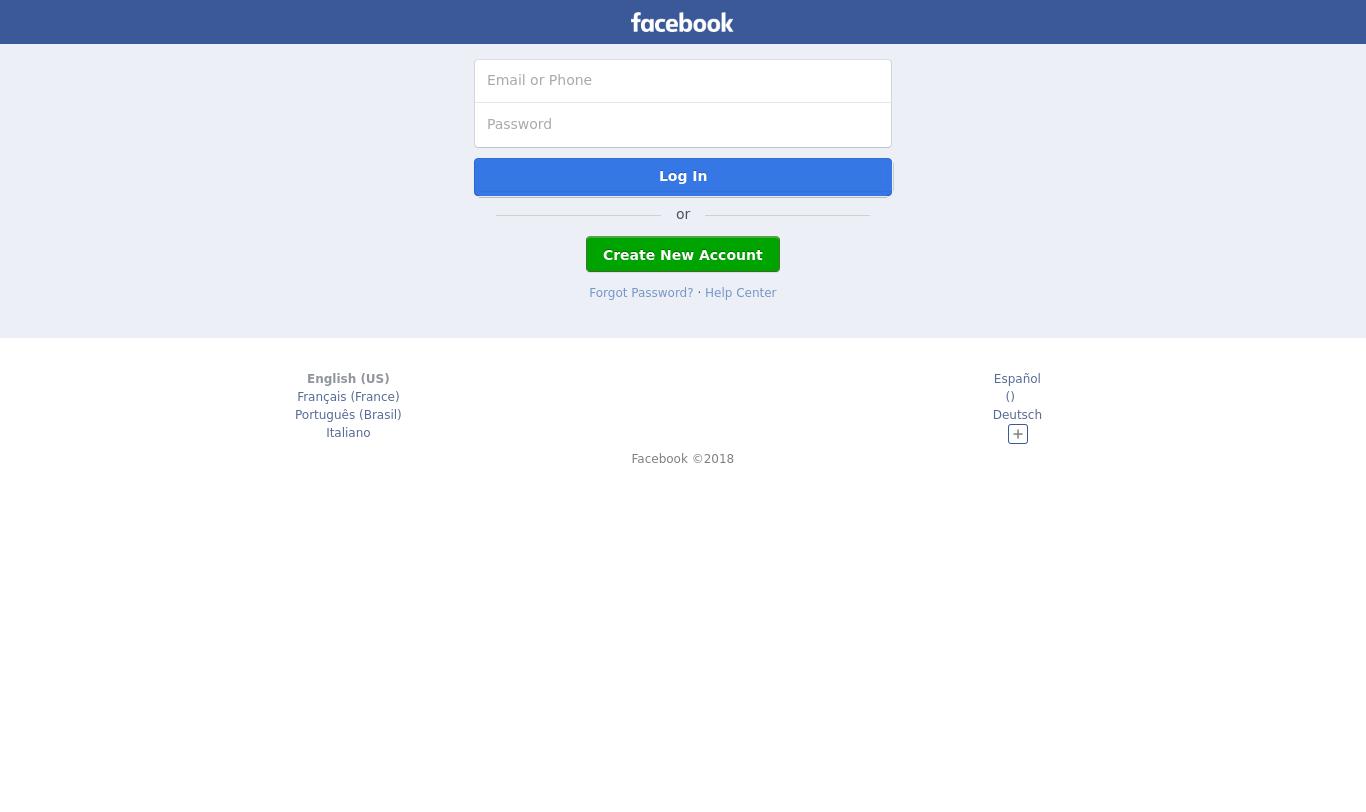 facebook
Email or Phone
Password
Log In
or
Create New Account
Forgot Password? · Help Center
English (US)
Français (France)
Português (Brasil)
Italiano
Español
()
Deutsch
+
Facebook ©2018